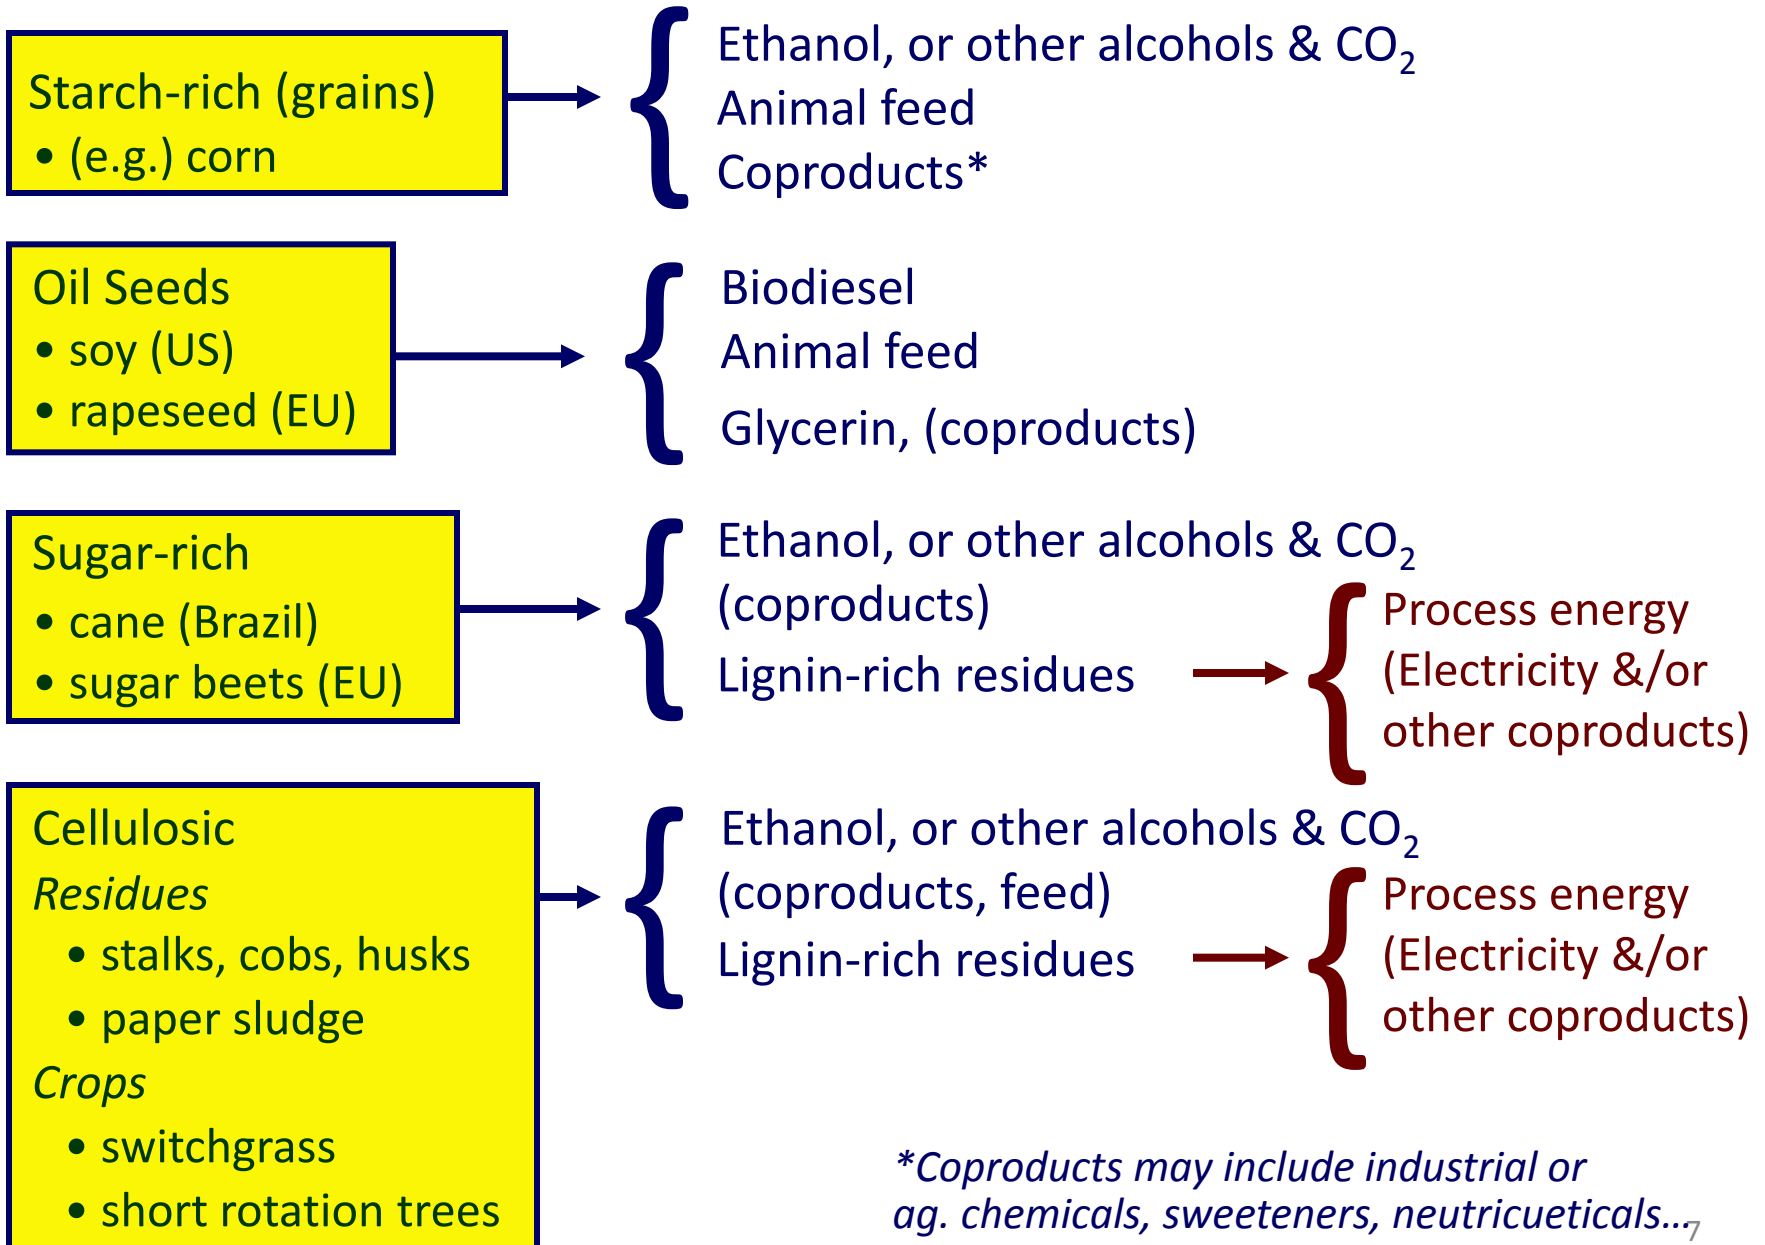 Starch-rich (grains)
• (e.g.) corn
Ethanol, or other alcohols & CO₂
Animal feed
Coproducts*
Oil Seeds
• soy (US)
• rapeseed (EU)
Biodiesel
Animal feed
Glycerin, (coproducts)
Sugar-rich
• cane (Brazil)
• sugar beets (EU)
Ethanol, or other alcohols & CO₂
(coproducts)
Lignin-rich residues
Process energy
(Electricity &/or
other coproducts)
Cellulosic
Residues
• stalks, cobs, husks
• paper sludge
Crops
• switchgrass
• short rotation trees
Ethanol, or other alcohols & CO₂
(coproducts, feed)
Lignin-rich residues
Process energy
(Electricity &/or
other coproducts)
*Coproducts may include industrial or
ag. chemicals, sweeteners, neutricueticals...
7